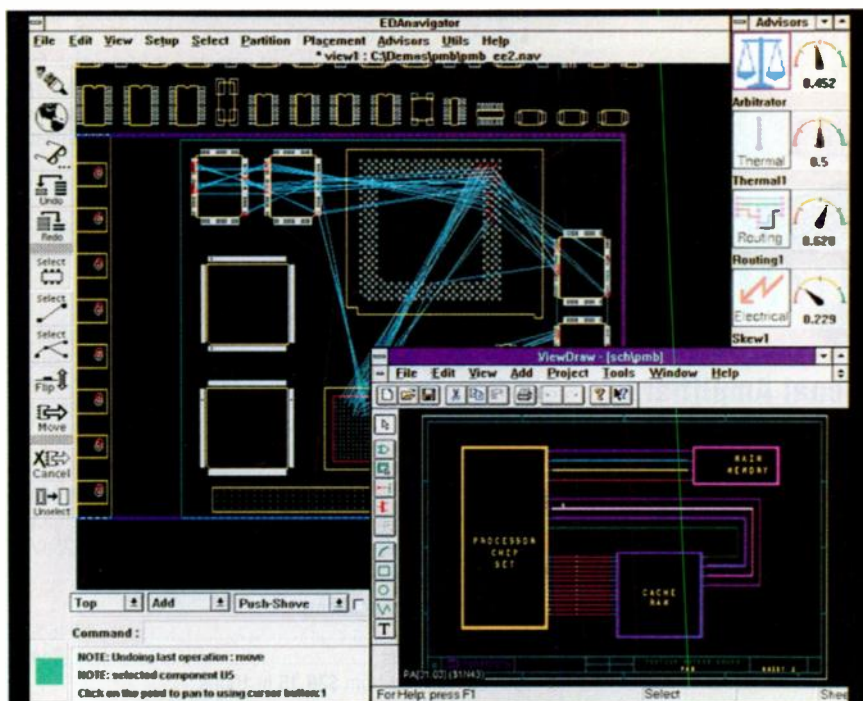 EDAnavigator
File Edit View Setup Select Partition Placement Advisors Utils Help
* view1 : C:\Demos\pmb\pmb_ee2.nav
Undo
Redo
Select
Select
Select
Flip
Move
Cancel
Unselect
Top Add Push-Shove
Command :
NOTE: Undoing last operation : move
NOTE: selected component U5
Click on the point to pan to using cursor button: 1
Advisors
0.452
Arbitrator
Thermal
0.5
Thermal1
Routing
0.620
Routing1
Electrical
0.229
Skew1
ViewDraw - [sch\pmb]
File Edit View Add Project Tools Window Help
T
PROCESSOR
CHIP
SET
MAIN
MEMORY
CACHE
RAM
For Help, press F1 Select Shee